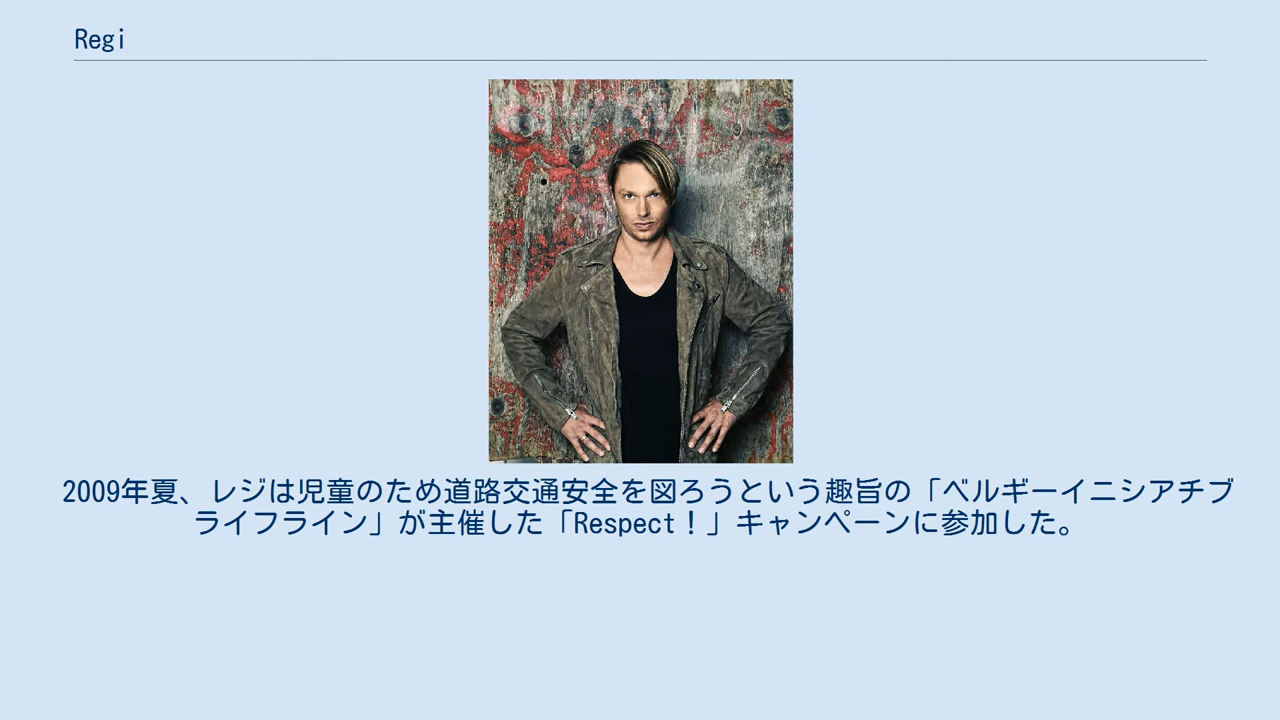 Regi
2009年夏、レジは児童のため道路交通安全を図ろうという趣旨の「ベルギーイニシアチブ
ライフライン」が主催した「Respect！」キャンペーンに参加した。